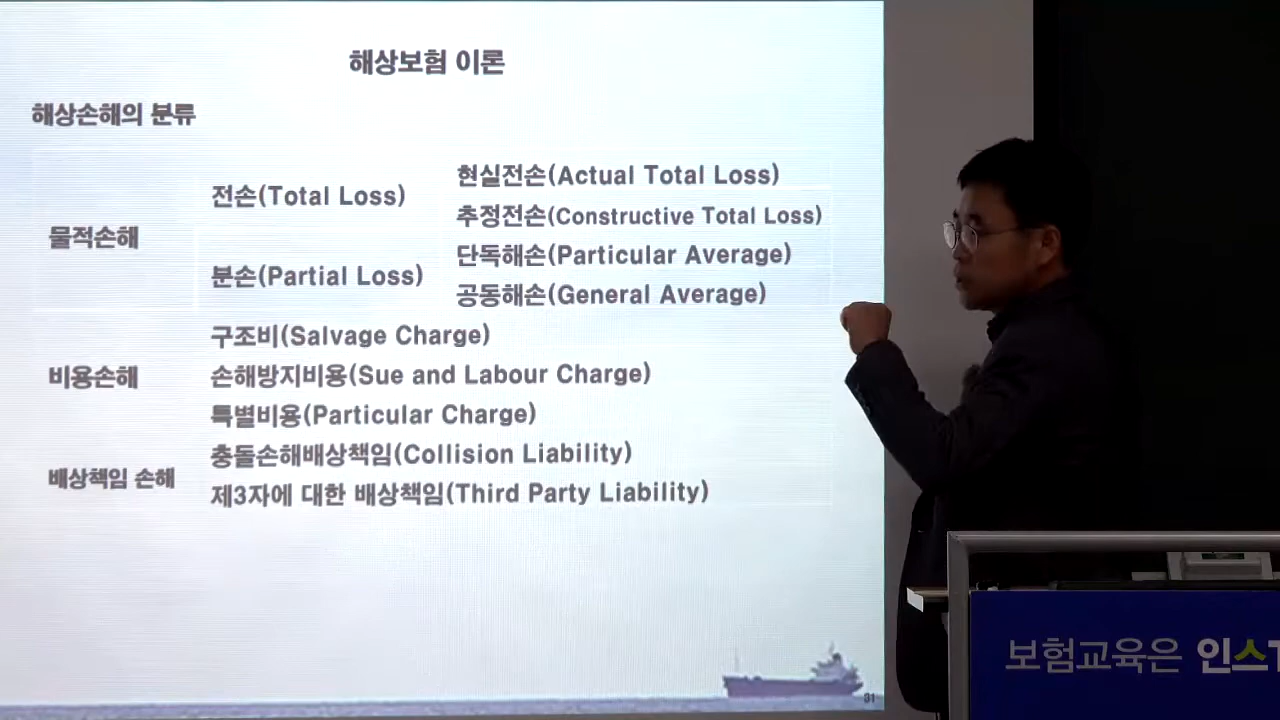 해상보험 이론
해상손해의 분류
물적손해
전손(Total Loss)
현실전손(Actual Total Loss)
추정전손(Constructive Total Loss)
분손(Partial Loss)
단독해손(Particular Average)
공동해손(General Average)
비용손해
구조비(Salvage Charge)
손해방지비용(Sue and Labour Charge)
특별비용(Particular Charge)
배상책임 손해
충돌손해배상책임(Collision Liability)
제3자에 대한 배상책임(Third Party Liability)
31
보험교육은 인스T